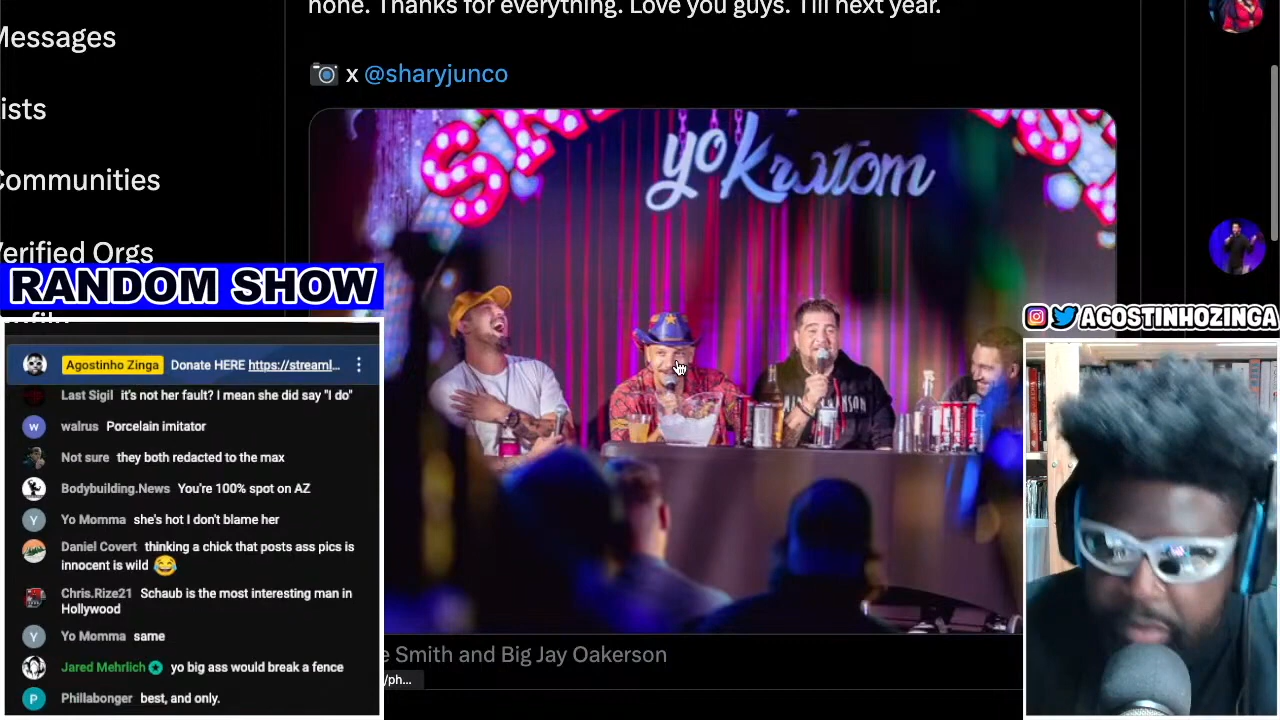 none. Thanks for everything. Love you guys. Till next year.
Messages
x @sharyjunco
ists
Communities
yo Kratom
Verified Orgs
RANDOM SHOW
AGOSTINHOZINGA
Agostinho Zinga Donate HERE https://streaml...
Last Sigil it's not her fault? I mean she did say "I do"
w walrus Porcelain imitator
Not sure they both redacted to the max
Bodybuilding.News You're 100% spot on AZ
Y Yo Momma she's hot I don't blame her
Daniel Covert thinking a chick that posts ass pics is
innocent is wild
Chris.Rize21 Schaub is the most interesting man in
Hollywood
Y Yo Momma same
Jared Mehrlich yo big ass would break a fence
P Phillabonger best, and only.
e Smith and Big Jay Oakerson
/ph...